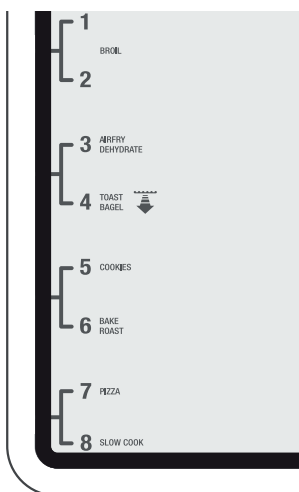 1
BROIL
2
3 AIRFRY
DEHYDRATE
4 TOAST
BAGEL
5 COOKIES
6 BAKE
ROAST
7 PIZZA
8 SLOW COOK